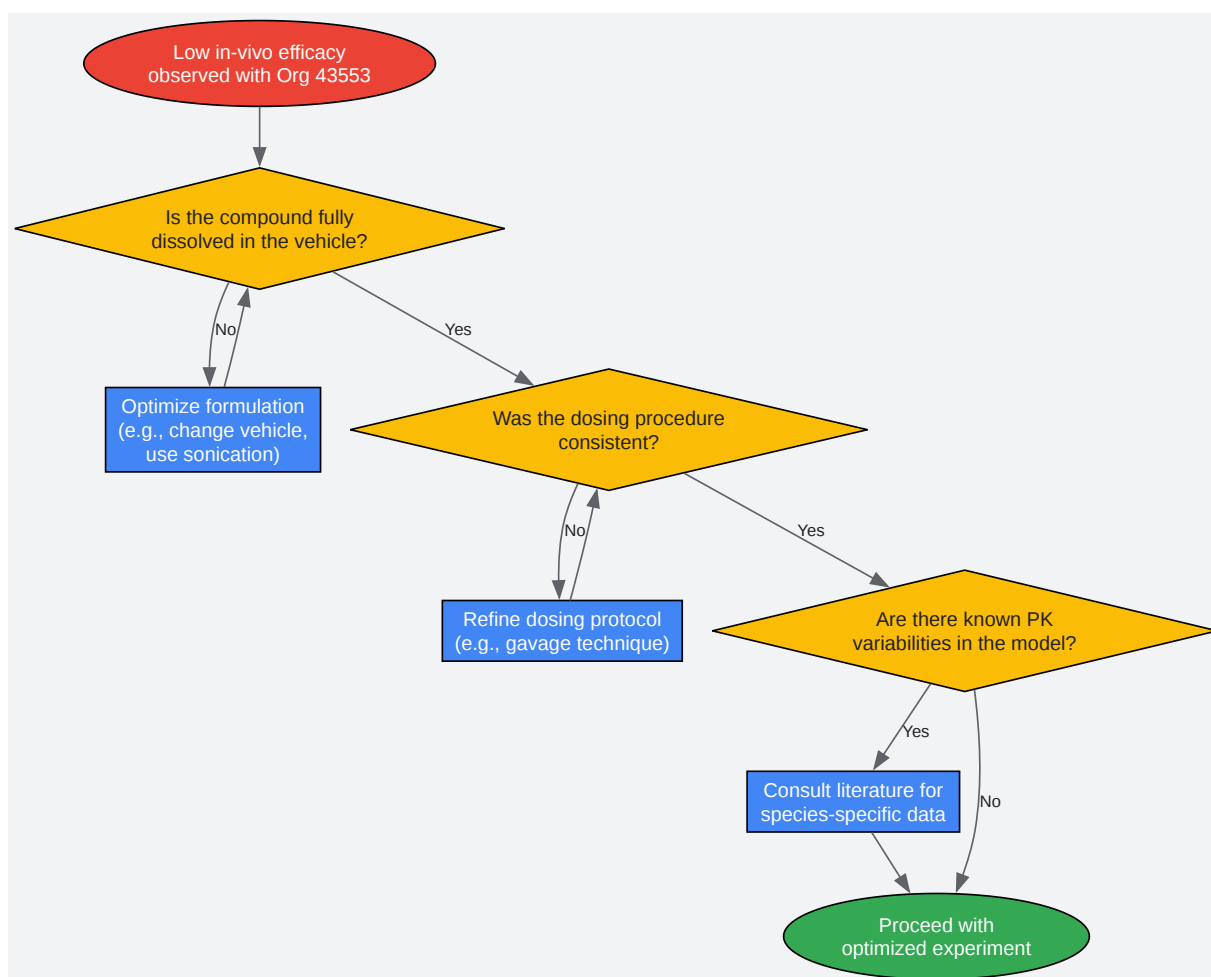 Low in-vivo efficacy
observed with Org 43553
Is the compound fully
dissolved in the vehicle?
No
Yes
Optimize formulation
(e.g., change vehicle,
use sonication)
Was the dosing procedure
consistent?
No
Yes
Refine dosing protocol
(e.g., gavage technique)
Are there known PK
variabilities in the model?
Yes
No
Consult literature for
species-specific data
Proceed with
optimized experiment